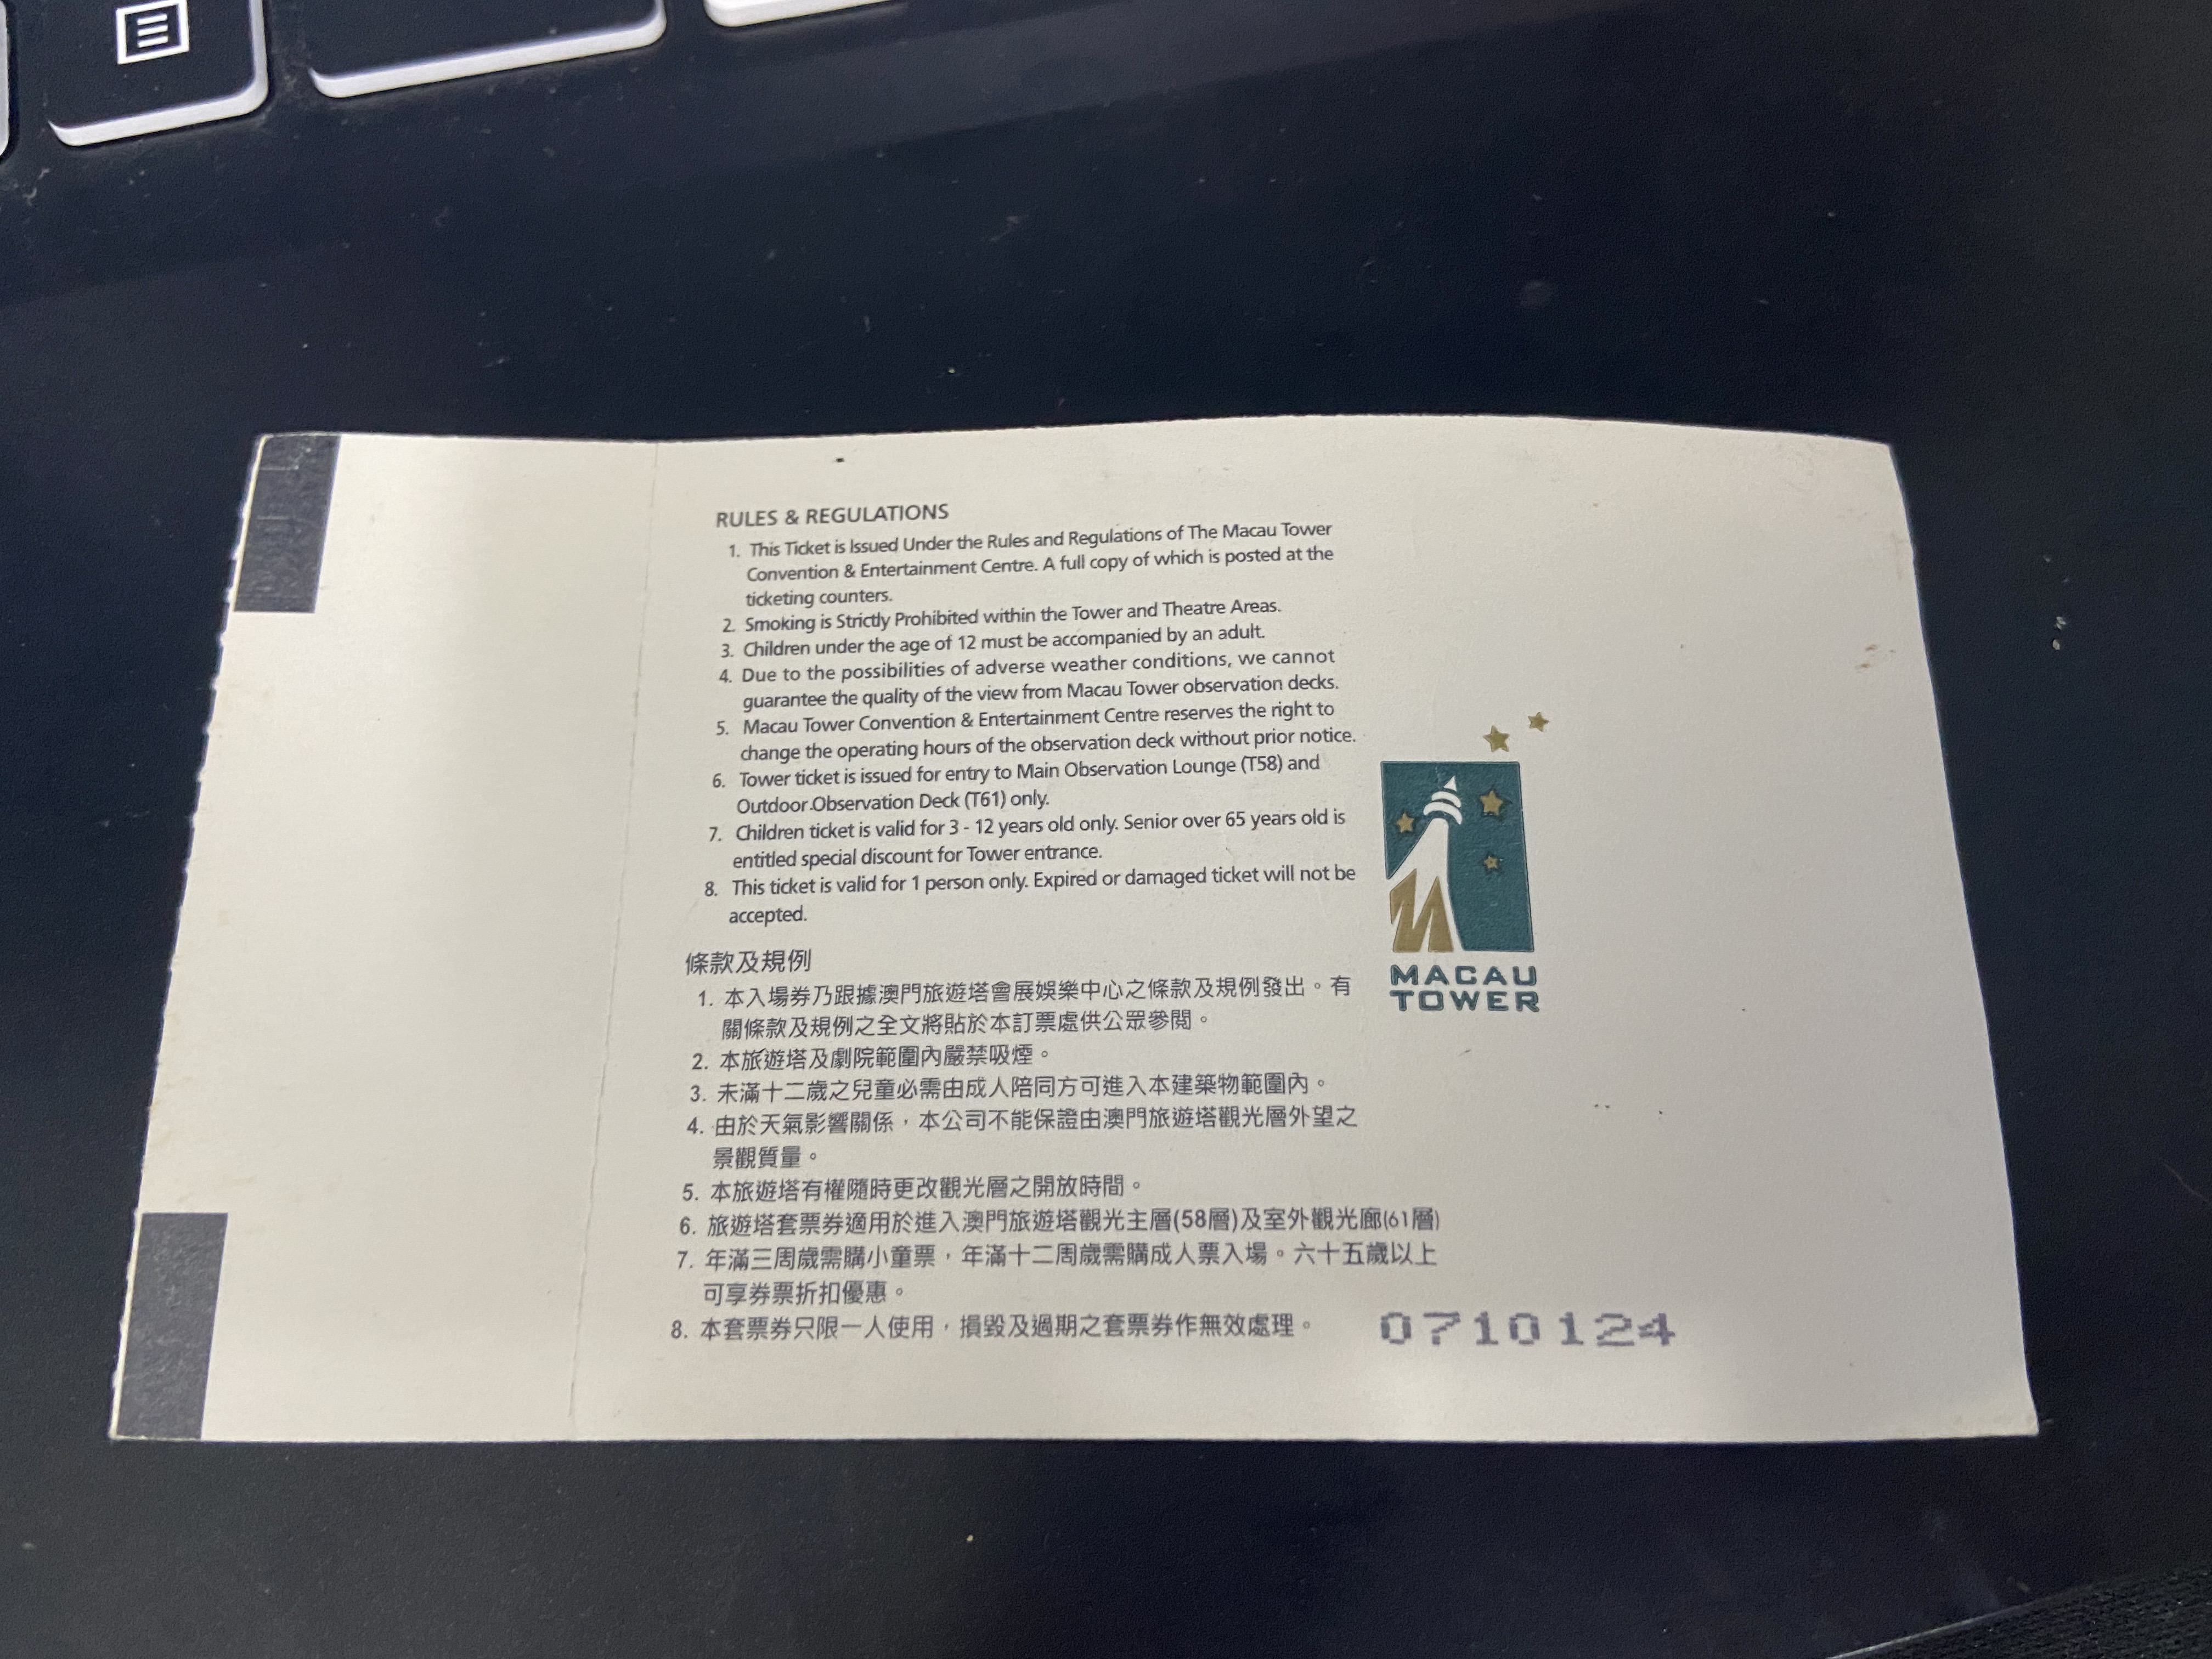 RULES & REGULATIONS
1. This Ticket is Issued Under the Rules and Regulations of The Macau Tower
Convention & Entertainment Centre. A full copy of which is posted at the
ticketing counters.
2. Smoking is Strictly Prohibited within the Tower and Theatre Areas.
3. Children under the age of 12 must be accompanied by an adult.
4. Due to the possibilities of adverse weather conditions, we cannot
guarantee the quality of the view from Macau Tower observation decks.
5. Macau Tower Convention & Entertainment Centre reserves the right to
change the operating hours of the observation deck without prior notice.
6. Tower ticket is issued for entry to Main Observation Lounge (T58) and
Outdoor Observation Deck (T61) only.
7. Children ticket is valid for 3 - 12 years old only. Senior over 65 years old is
entitled special discount for Tower entrance.
8. This ticket is valid for 1 person only. Expired or damaged ticket will not be
accepted.
條款及規例
1. 本入場券乃跟據澳門旅遊塔會展娛樂中心之條款及規例發出。有
關條款及規例之全文將貼於本訂票處供公眾參閱。
2. 本旅遊塔及劇院範圍內嚴禁吸煙。
3. 未滿十二歲之兒童必需由成人陪同方可進入本建築物範圍內。
4. 由於天氣影響關係，本公司不能保證由澳門旅遊塔觀光層外望之
景觀質量。
5. 本旅遊塔有權隨時更改觀光層之開放時間。
6. 旅遊塔套票券適用於進入澳門旅遊塔觀光主層(58層)及室外觀光廊(61層)
7. 年滿三周歲需購小童票，年滿十二周歲需購成人票入場。六十五歲以上
可享券票折扣優惠。
8. 本套票券只限一人使用，損毀及過期之套票券作無效處理。
MACAU
TOWER
0710124